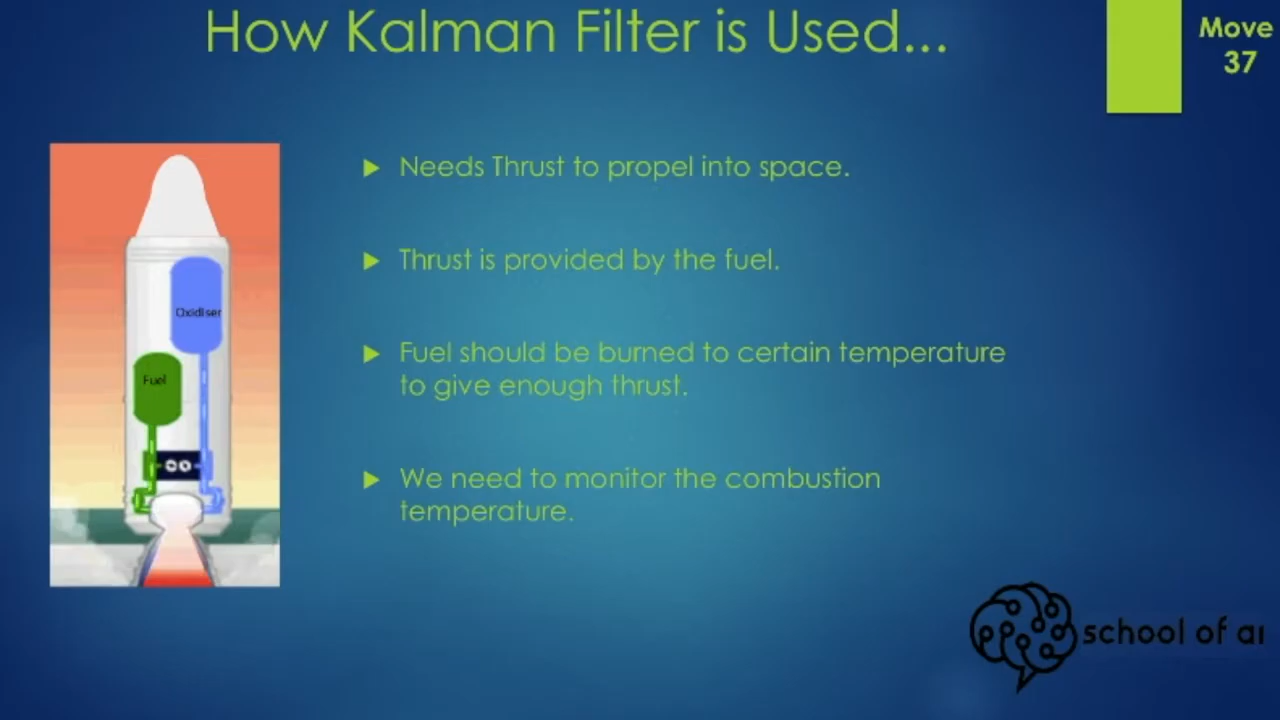 How Kalman Filter is Used...
Move
37
Needs Thrust to propel into space.
Thrust is provided by the fuel.
Fuel should be burned to certain temperature
to give enough thrust.
We need to monitor the combustion
temperature.
Oxidiser
Fuel
school of ai